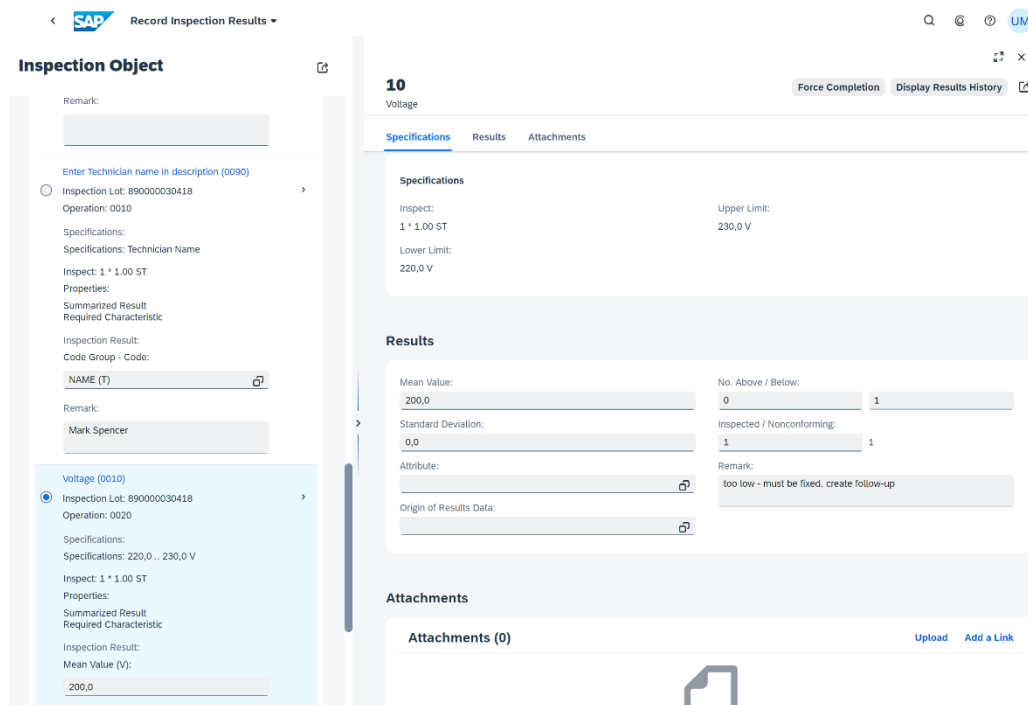 SAP
Record Inspection Results
UM
Inspection Object
Remark:
Enter Technician name in description (0090)
Inspection Lot: 890000030418
Operation: 0010
Specifications:
Specifications: Technician Name
Inspect: 1 * 1.00 ST
Properties:
Summarized Result
Required Characteristic
Inspection Result:
Code Group - Code:
NAME (T)
Remark:
Mark Spencer
Voltage (0010)
Inspection Lot: 890000030418
Operation: 0020
Specifications:
Specifications: 220,0 .. 230,0 V
Inspect: 1 * 1.00 ST
Properties:
Summarized Result
Required Characteristic
Inspection Result:
Mean Value (V):
200,0
10
Voltage
Force Completion Display Results History
Specifications Results Attachments
Specifications
Inspect:
1 * 1.00 ST
Upper Limit:
230,0 V
Lower Limit:
220,0 V
Results
Mean Value:
200,0
No. Above / Below:
0 1
Standard Deviation:
0,0
Inspected / Nonconforming:
1 1
Attribute:
Remark:
too low - must be fixed. create follow-up
Origin of Results Data:
Attachments
Attachments (0)
Upload Add a Link